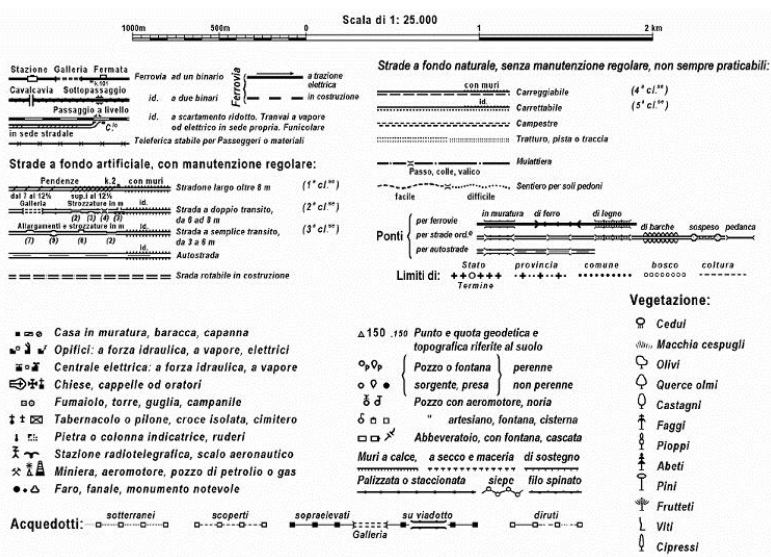 Scala di 1: 25.000
1000m 500 0 1 2 km
Stazione Galleria Fermata
k.101
Ferrovia ad un binario
Cavalcavia Sottopassaggio
id. a due binari
Passaggio a livello
id. a scartamento ridotto. Tranvai a vapore
od elettrico in sede propria. Funicolare
in sede stradale
Teleferica stabile per Passeggeri o materiali
Ferrovia
a trazione
elettrica
in costruzione
Strade a fondo artificiale, con manutenzione regolare:
Pendenze k.2 con muri
Stradone largo oltre 8 m (1ª cl.se)
dal 7 al 12% sup.i al 12%
Galleria Strozzature in m id.
Strada a doppio transito,
da 6 ad 8 m (2ª cl.se)
(2) (3) (4) (3)
Allargamenti e strozzature in m id.
Strada a semplice transito,
da 3 a 6 m (3ª cl.se)
(7) (9) (6) (2)
id.
Autostrada
Srada rotabile in costruzione
Strade a fondo naturale, senza manutenzione regolare, non sempre praticabili:
con muri
Carreggiabile (4ª cl.se)
id.
Carrettabile (5ª cl.se)
Campestre
Tratturo, pista o traccia
Mulattiera
Passo, colle, valico
Sentiero per soli pedoni
facile difficile
Ponti
per ferrovie
per strade ord.e
per autostrade
in muratura di ferro di legno
di barche sospeso pedanca
Limiti di:
Stato provincia comune bosco coltura
Termine
Casa in muratura, baracca, capanna
Opifici: a forza idraulica, a vapore, elettrici
Centrale elettrica: a forza idraulica, a vapore
Chiese, cappelle od oratori
Fumaiolo, torre, guglia, campanile
Tabernacolo o pilone, croce isolata, cimitero
Pietra o colonna indicatrice, ruderi
Stazione radiotelegrafica, scalo aeronautico
Miniera, aeromotore, pozzo di petrolio o gas
Faro, fanale, monumento notevole
150 .150 Punto e quota geodetica e
topografica riferite al suolo
Pozzo o fontana perenne
sorgente, presa non perenne
Pozzo con aeromotore, noria
" artesiano, fontana, cisterna
Abbeveratoio, con fontana, cascata
Muri a calce, a secco e maceria di sostegno
Palizzata o staccionata siepe filo spinato
Acquedotti:
sotterranei scoperti sopraelevati su viadotto diruti
Galleria
Vegetazione:
Cedui
Macchia cespugli
Olivi
Querce olmi
Castagni
Faggi
Pioppi
Abeti
Pini
Frutteti
Viti
Cipressi